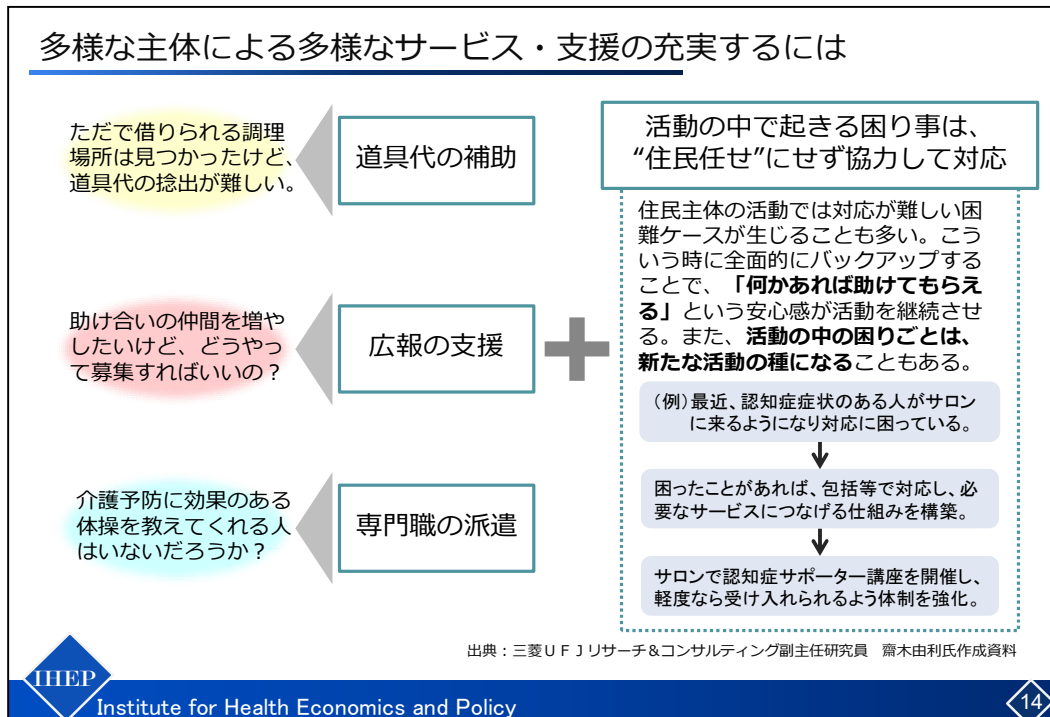 多様な主体による多様なサービス・支援の充実するには
ただで借りられる調理
場所は見つかったけど、
道具代の捻出が難しい。
道具代の補助
助け合いの仲間を増や
したいけど、どうやっ
て募集すればいいの？
広報の支援
介護予防に効果のある
体操を教えてくれる人
はいないだろうか？
専門職の派遣
活動の中で起きる困り事は、
“住民任せ”にせず協力して対応
住民主体の活動では対応が難しい困
難ケースが生じることも多い。こう
いう時に全面的にバックアップする
ことで、「何かあれば助けてもらえ
る」という安心感が活動を継続させ
る。また、活動の中の困りごとは、
新たな活動の種になることもある。
（例）最近、認知症症状のある人がサロン
に来るようになり対応に困っている。
困ったことがあれば、包括等で対応し、必
要なサービスにつなげる仕組みを構築。
サロンで認知症サポーター講座を開催し、
軽度なら受け入れられるよう体制を強化。
出典：三菱ＵＦＪリサーチ＆コンサルティング副主任研究員　齋木由利氏作成資料
IHEP
Institute for Health Economics and Policy
14